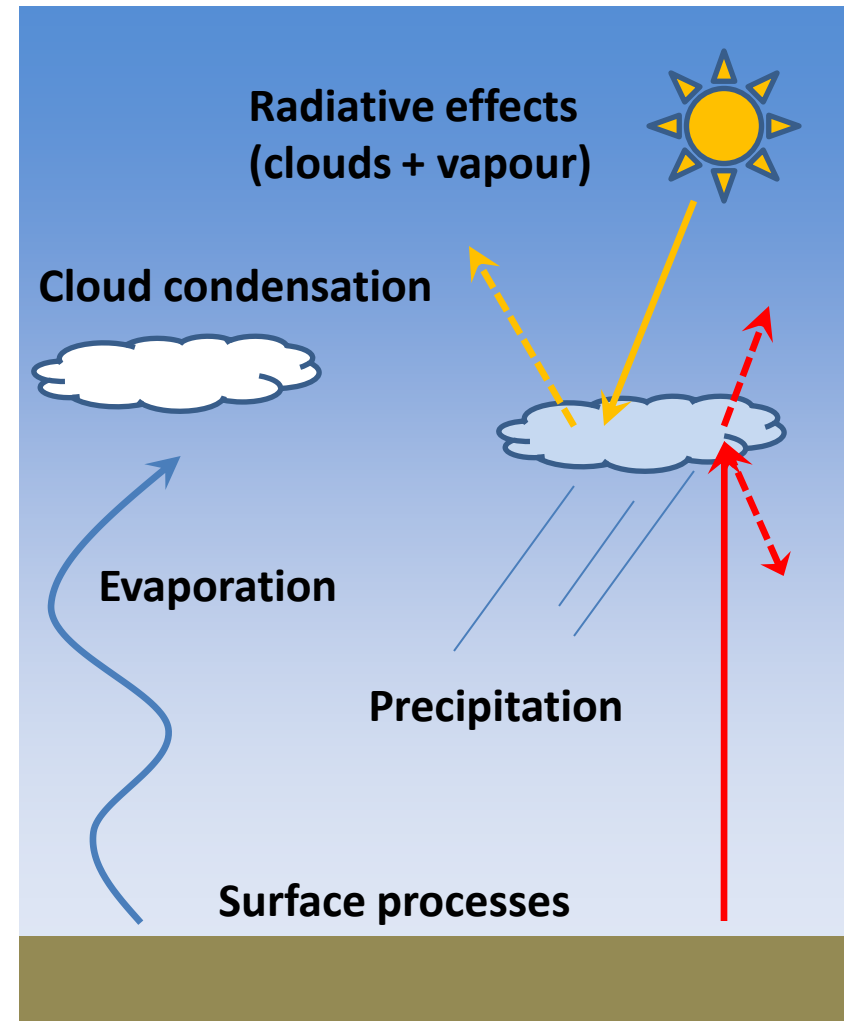 Radiative effects
(clouds + vapour)
Cloud condensation
Evaporation
Precipitation
Surface processes